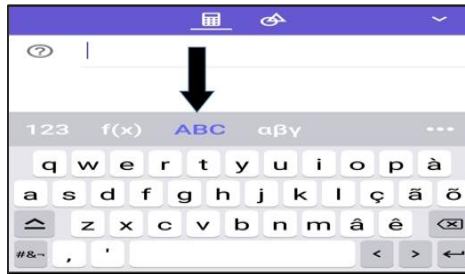 123 f(x) ABC αβγ
q w e r t y u i o p à
a s d f g h j k l ç ã õ
z x c v b n m â ê
#&¬ , ' < >